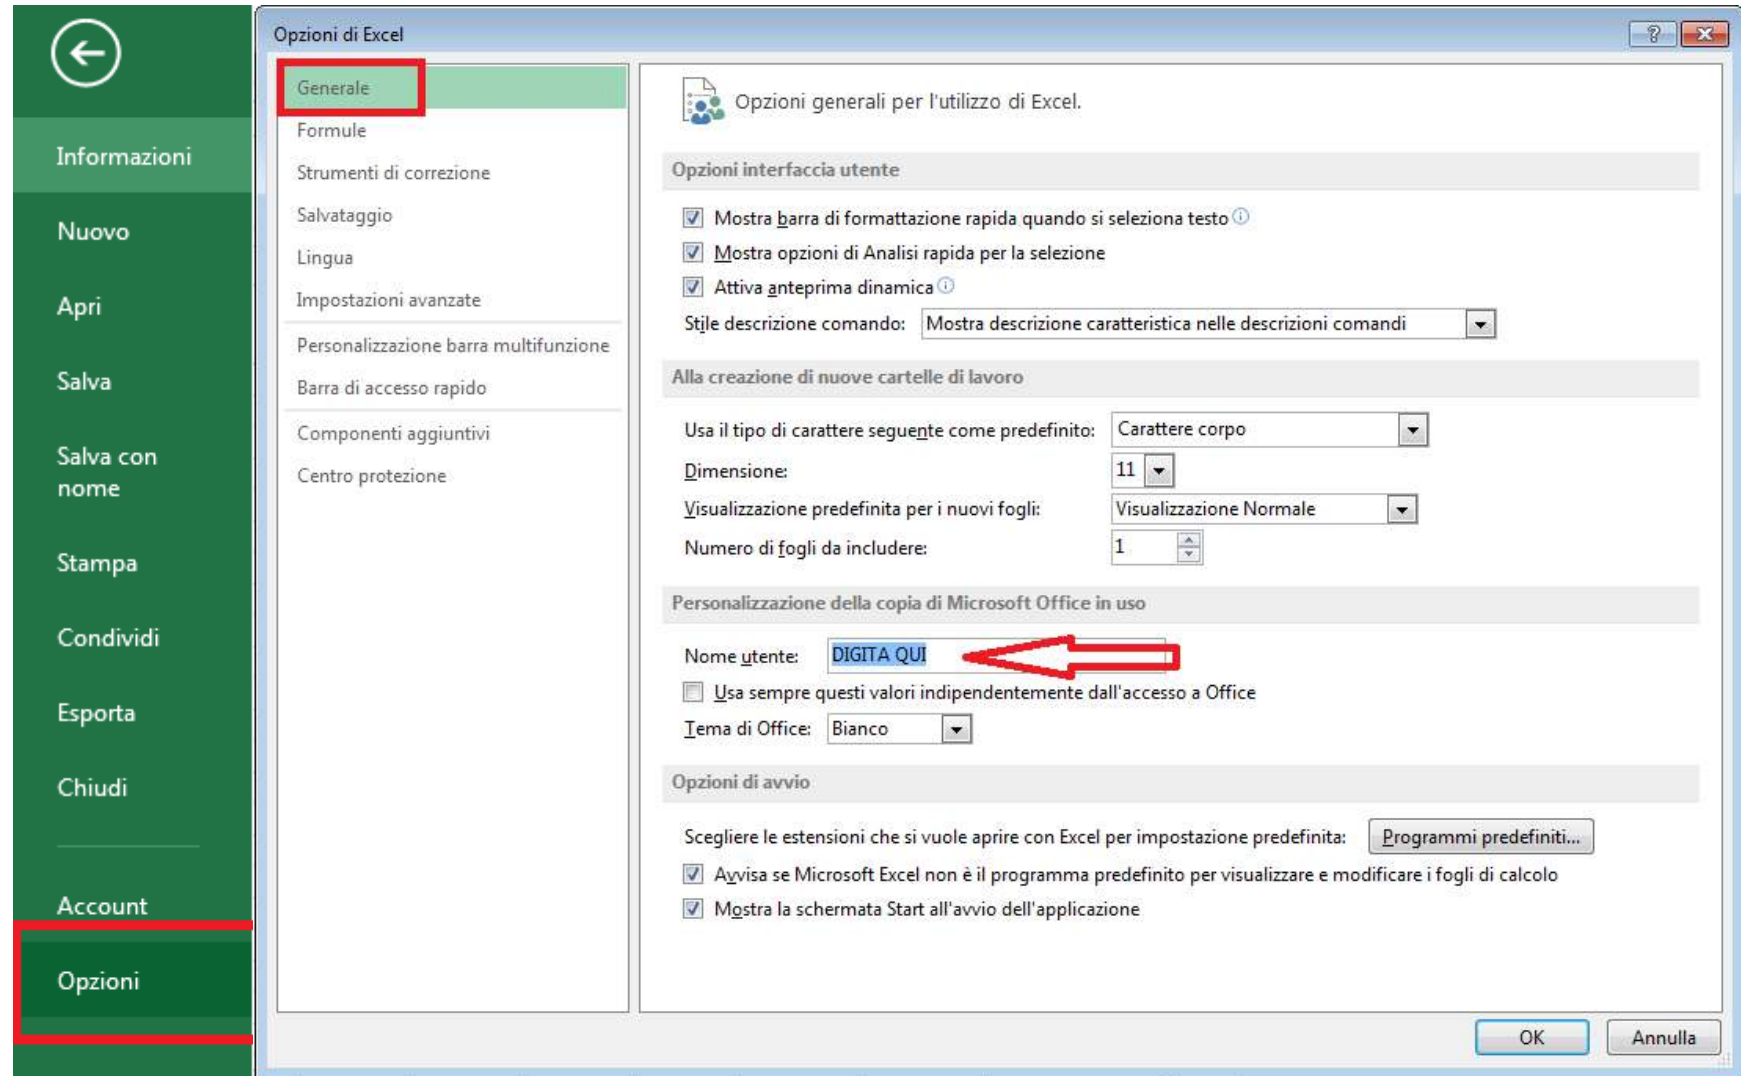 Informazioni
Nuovo
Apri
Salva
Salva con
nome
Stampa
Condividi
Esporta
Chiudi
Account
Opzioni
Opzioni di Excel
Generale
Formule
Strumenti di correzione
Salvataggio
Lingua
Impostazioni avanzate
Personalizzazione barra multifunzione
Barra di accesso rapido
Componenti aggiuntivi
Centro protezione
Opzioni generali per l'utilizzo di Excel.
Opzioni interfaccia utente
Mostra barra di formattazione rapida quando si seleziona testo
Mostra opzioni di Analisi rapida per la selezione
Attiva anteprima dinamica
Stile descrizione comando: Mostra descrizione caratteristica nelle descrizioni comandi
Alla creazione di nuove cartelle di lavoro
Usa il tipo di carattere seguente come predefinito: Carattere corpo
Dimensione: 11
Visualizzazione predefinita per i nuovi fogli: Visualizzazione Normale
Numero di fogli da includere: 1
Personalizzazione della copia di Microsoft Office in uso
Nome utente: DIGITA QUI
Usa sempre questi valori indipendentemente dall'accesso a Office
Tema di Office: Bianco
Opzioni di avvio
Scegliere le estensioni che si vuole aprire con Excel per impostazione predefinita: Programmi predefiniti...
Avvisa se Microsoft Excel non è il programma predefinito per visualizzare e modificare i fogli di calcolo
Mostra la schermata Start all'avvio dell'applicazione
OK Annulla